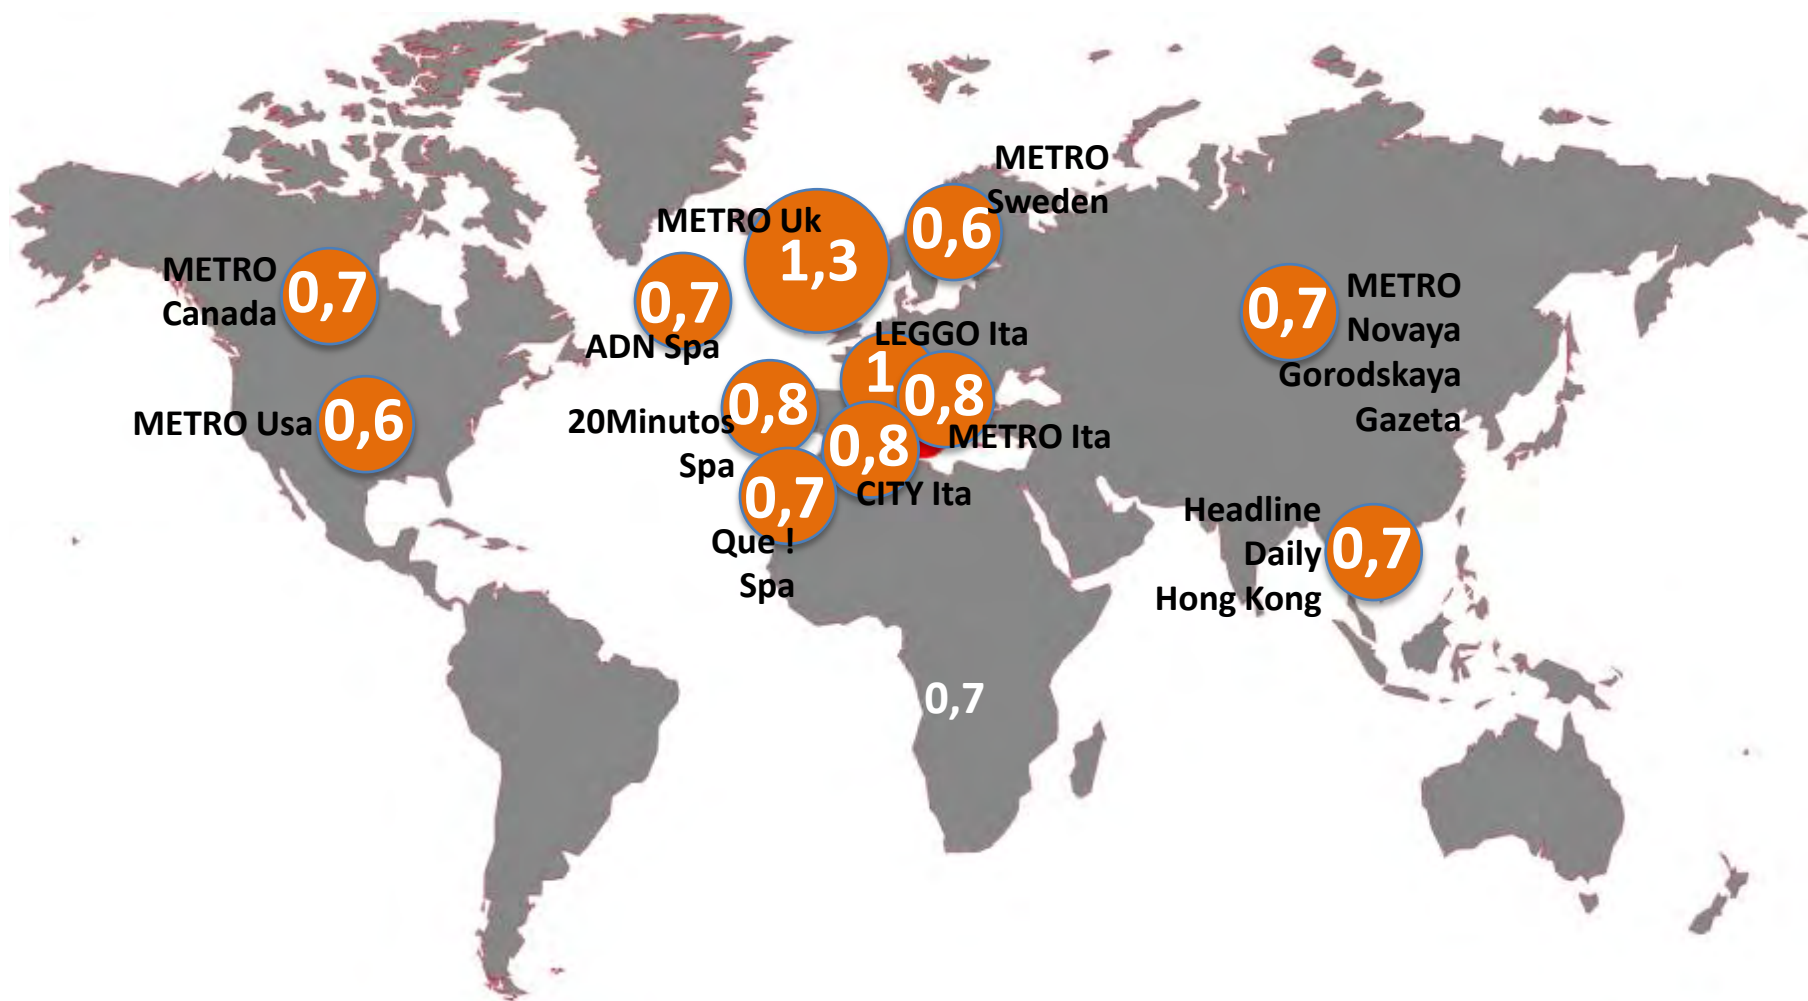 METRO
Sweden
0,6
METRO Uk
1,3
METRO
Canada
0,7
0,7
ADN Spa
0,7
METRO
Novaya
Gorodskaya
Gazeta
LEGGO Ita
1
0,8
METRO Ita
METRO Usa
0,6
20Minutos
Spa
0,8
0,8
CITY Ita
0,7
Que !
Spa
Headline
Daily
Hong Kong
0,7
0,7